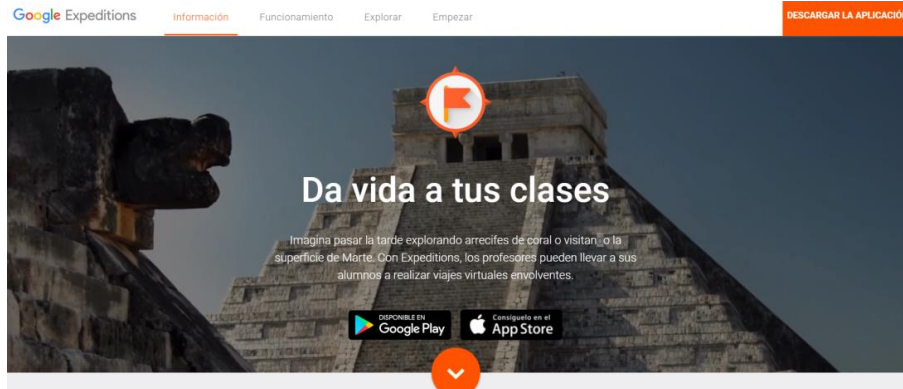 Google Expeditions
Información
Funcionamiento
Explorar
Empezar
DESCARGAR LA APLICACIÓN
Da vida a tus clases
Imagina pasar la tarde explorando arrecifes de coral o visitan o la
superficie de Marte. Con Expeditions, los profesores pueden llevar a sus
alumnos a realizar viajes virtuales envolventes.
DISPONIBLE EN
Google Play
Consíguelo en el
App Store